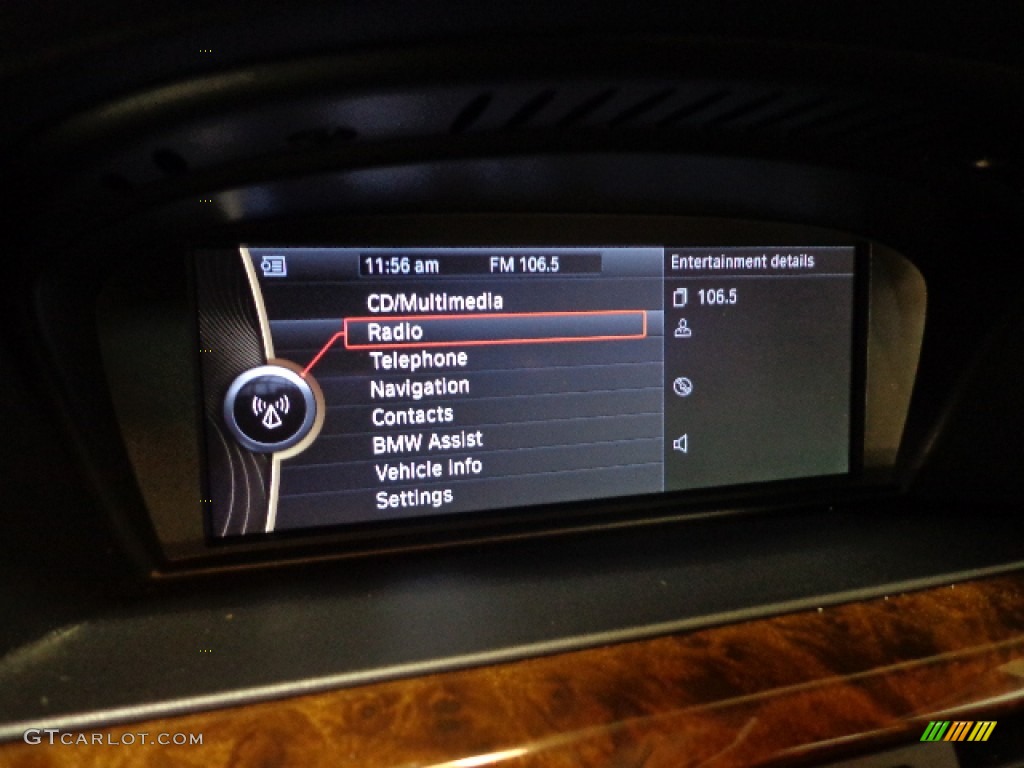 11:56 am FM 106.5
Entertainment details
CD/Multimedia
106.5
Radio
Telephone
Navigation
Contacts
BMW Assist
Vehicle Info
Settings
GTCARLOT.COM